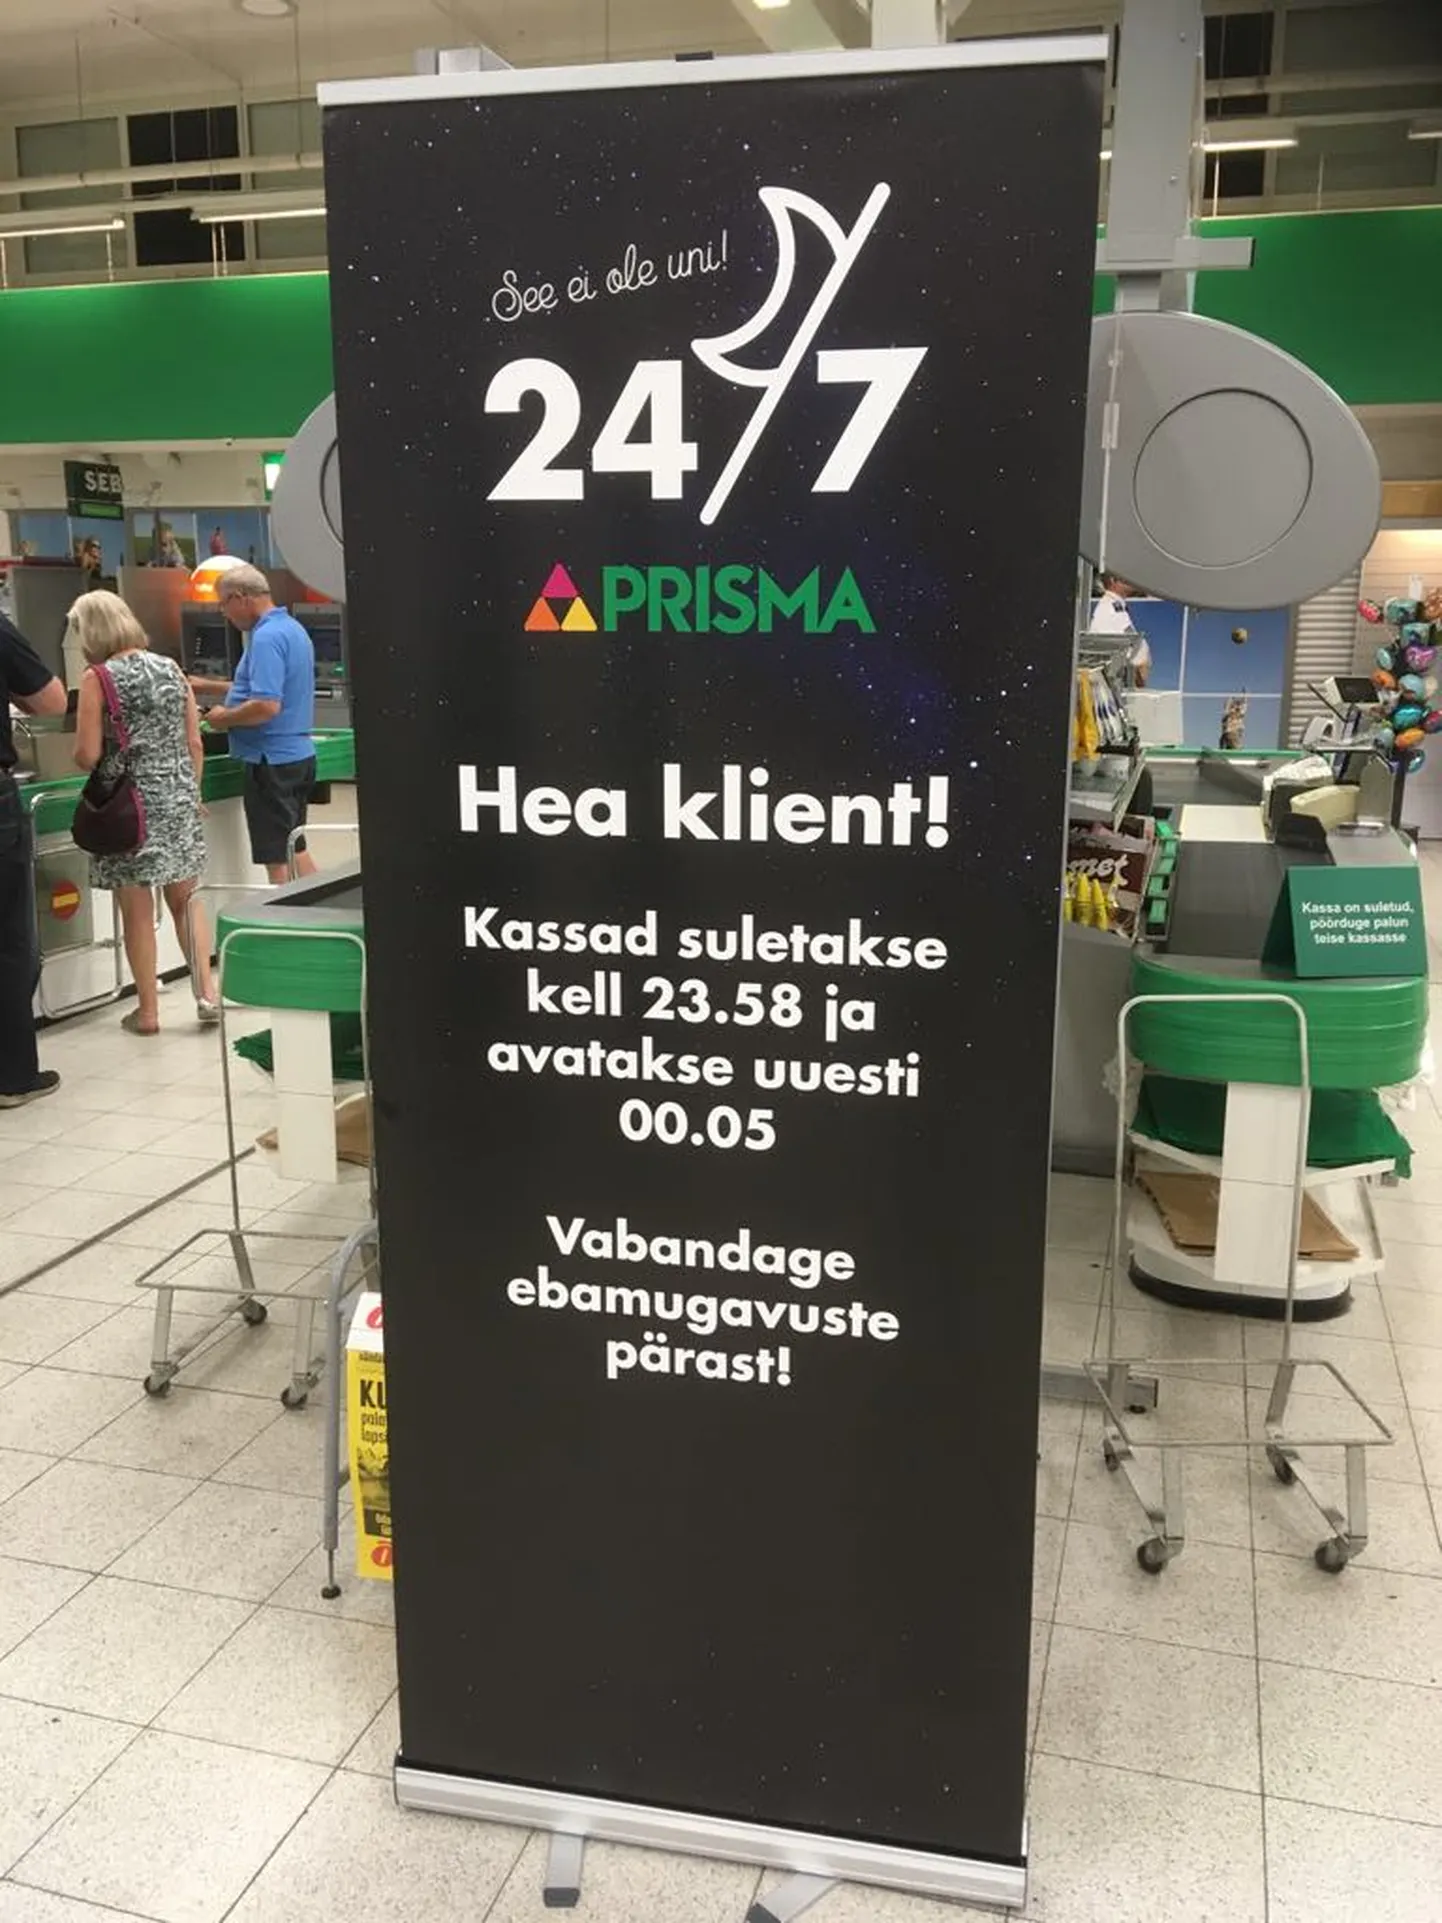 See ei ole uni!
24/7
PRISMA
Hea klient!
Kassad suletakse
kell 23.58 ja
avatakse uuesti
00.05
Vabandage
ebamugavuste
pärast!
SEB
Kassa on suletud,
pöörduge palun
teise kassasse